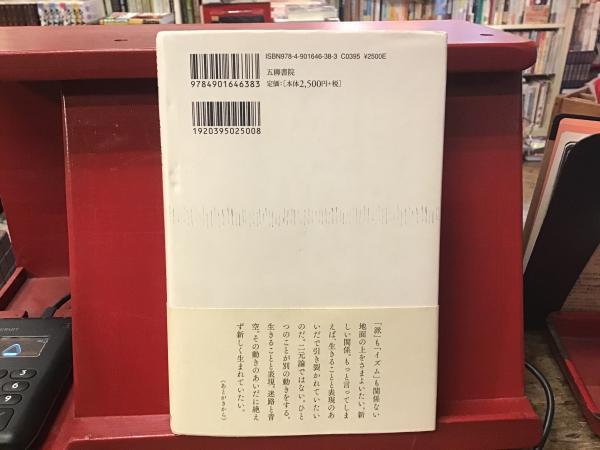 ISBN978-4-901646-38-3 C0395 ¥2500E
五柳書院
定価:[本体2,500円+税]
9784901646383
1920395025008
「派」も「イズム」も関係ない
地面の上をさまよいたい。新
しい関係、もっと言ってしま
えば、生きることと表現のあ
いだで引き裂かれていたい
のだ。二元論ではない。ひと
つのことが別の動きをする。
生きることと表現、迷路と青
空。その動きのあいだに絶え
ず新しく生まれていたい。
(あとがきから)